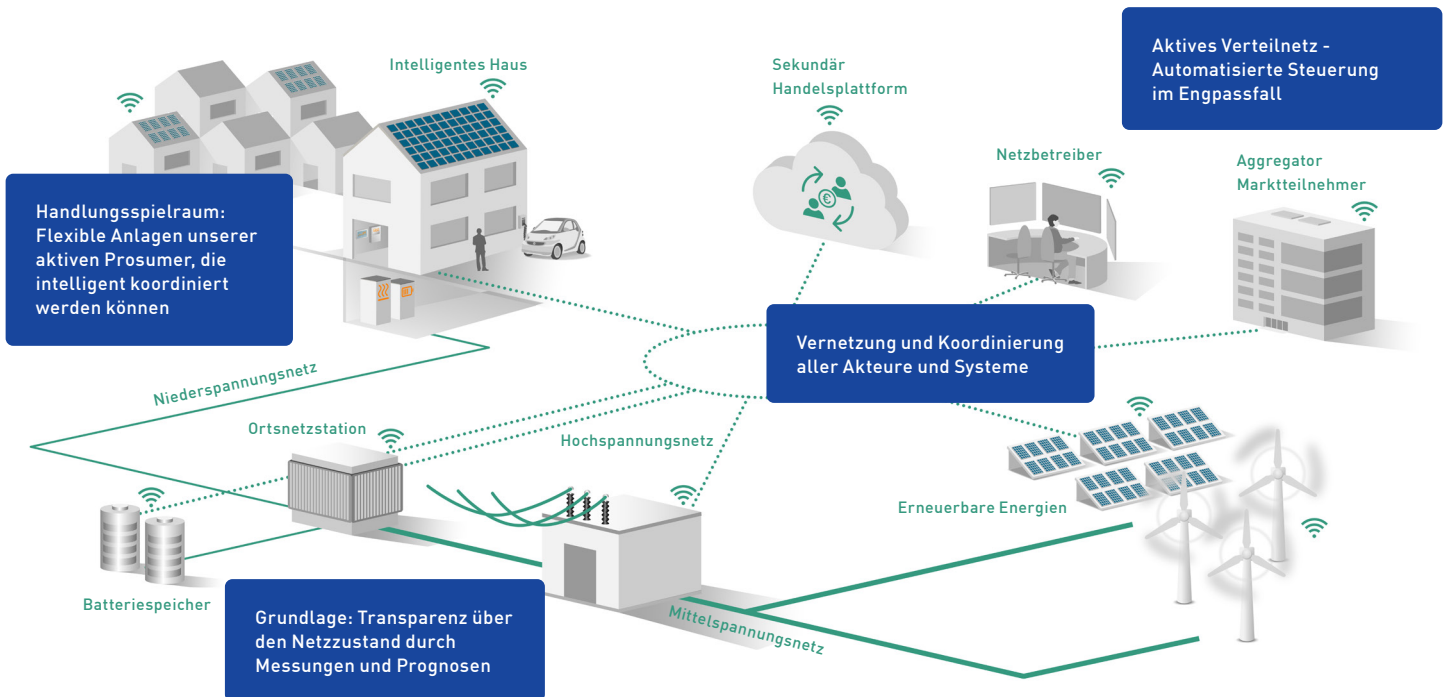 Intelligentes Haus
Sekundär
Handelsplattform
Aktives Verteilnetz -
Automatisierte Steuerung
im Engpassfall
Netzbetreiber
Aggregator
Marktteilnehmer
Handlungsspielraum:
Flexible Anlagen unserer
aktiven Prosumer, die
intelligent koordiniert
werden können
€
Vernetzung und Koordinierung
aller Akteure und Systeme
Niederspannungsnetz
Ortsnetzstation
Hochspannungsnetz
Erneuerbare Energien
Batteriespeicher
Grundlage: Transparenz über
den Netzzustand durch
Messungen und Prognosen
Mittelspannungsnetz